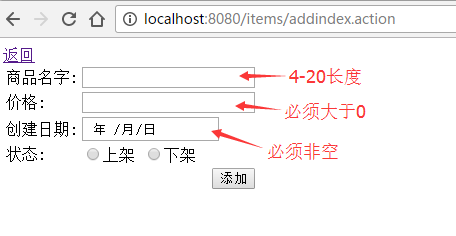 localhost:8080/items/addindex.action
返回
商品名字: 4-20长度
价格: 必须大于0
创建日期: 年 /月/日 必须非空
状态: 上架 下架
添加